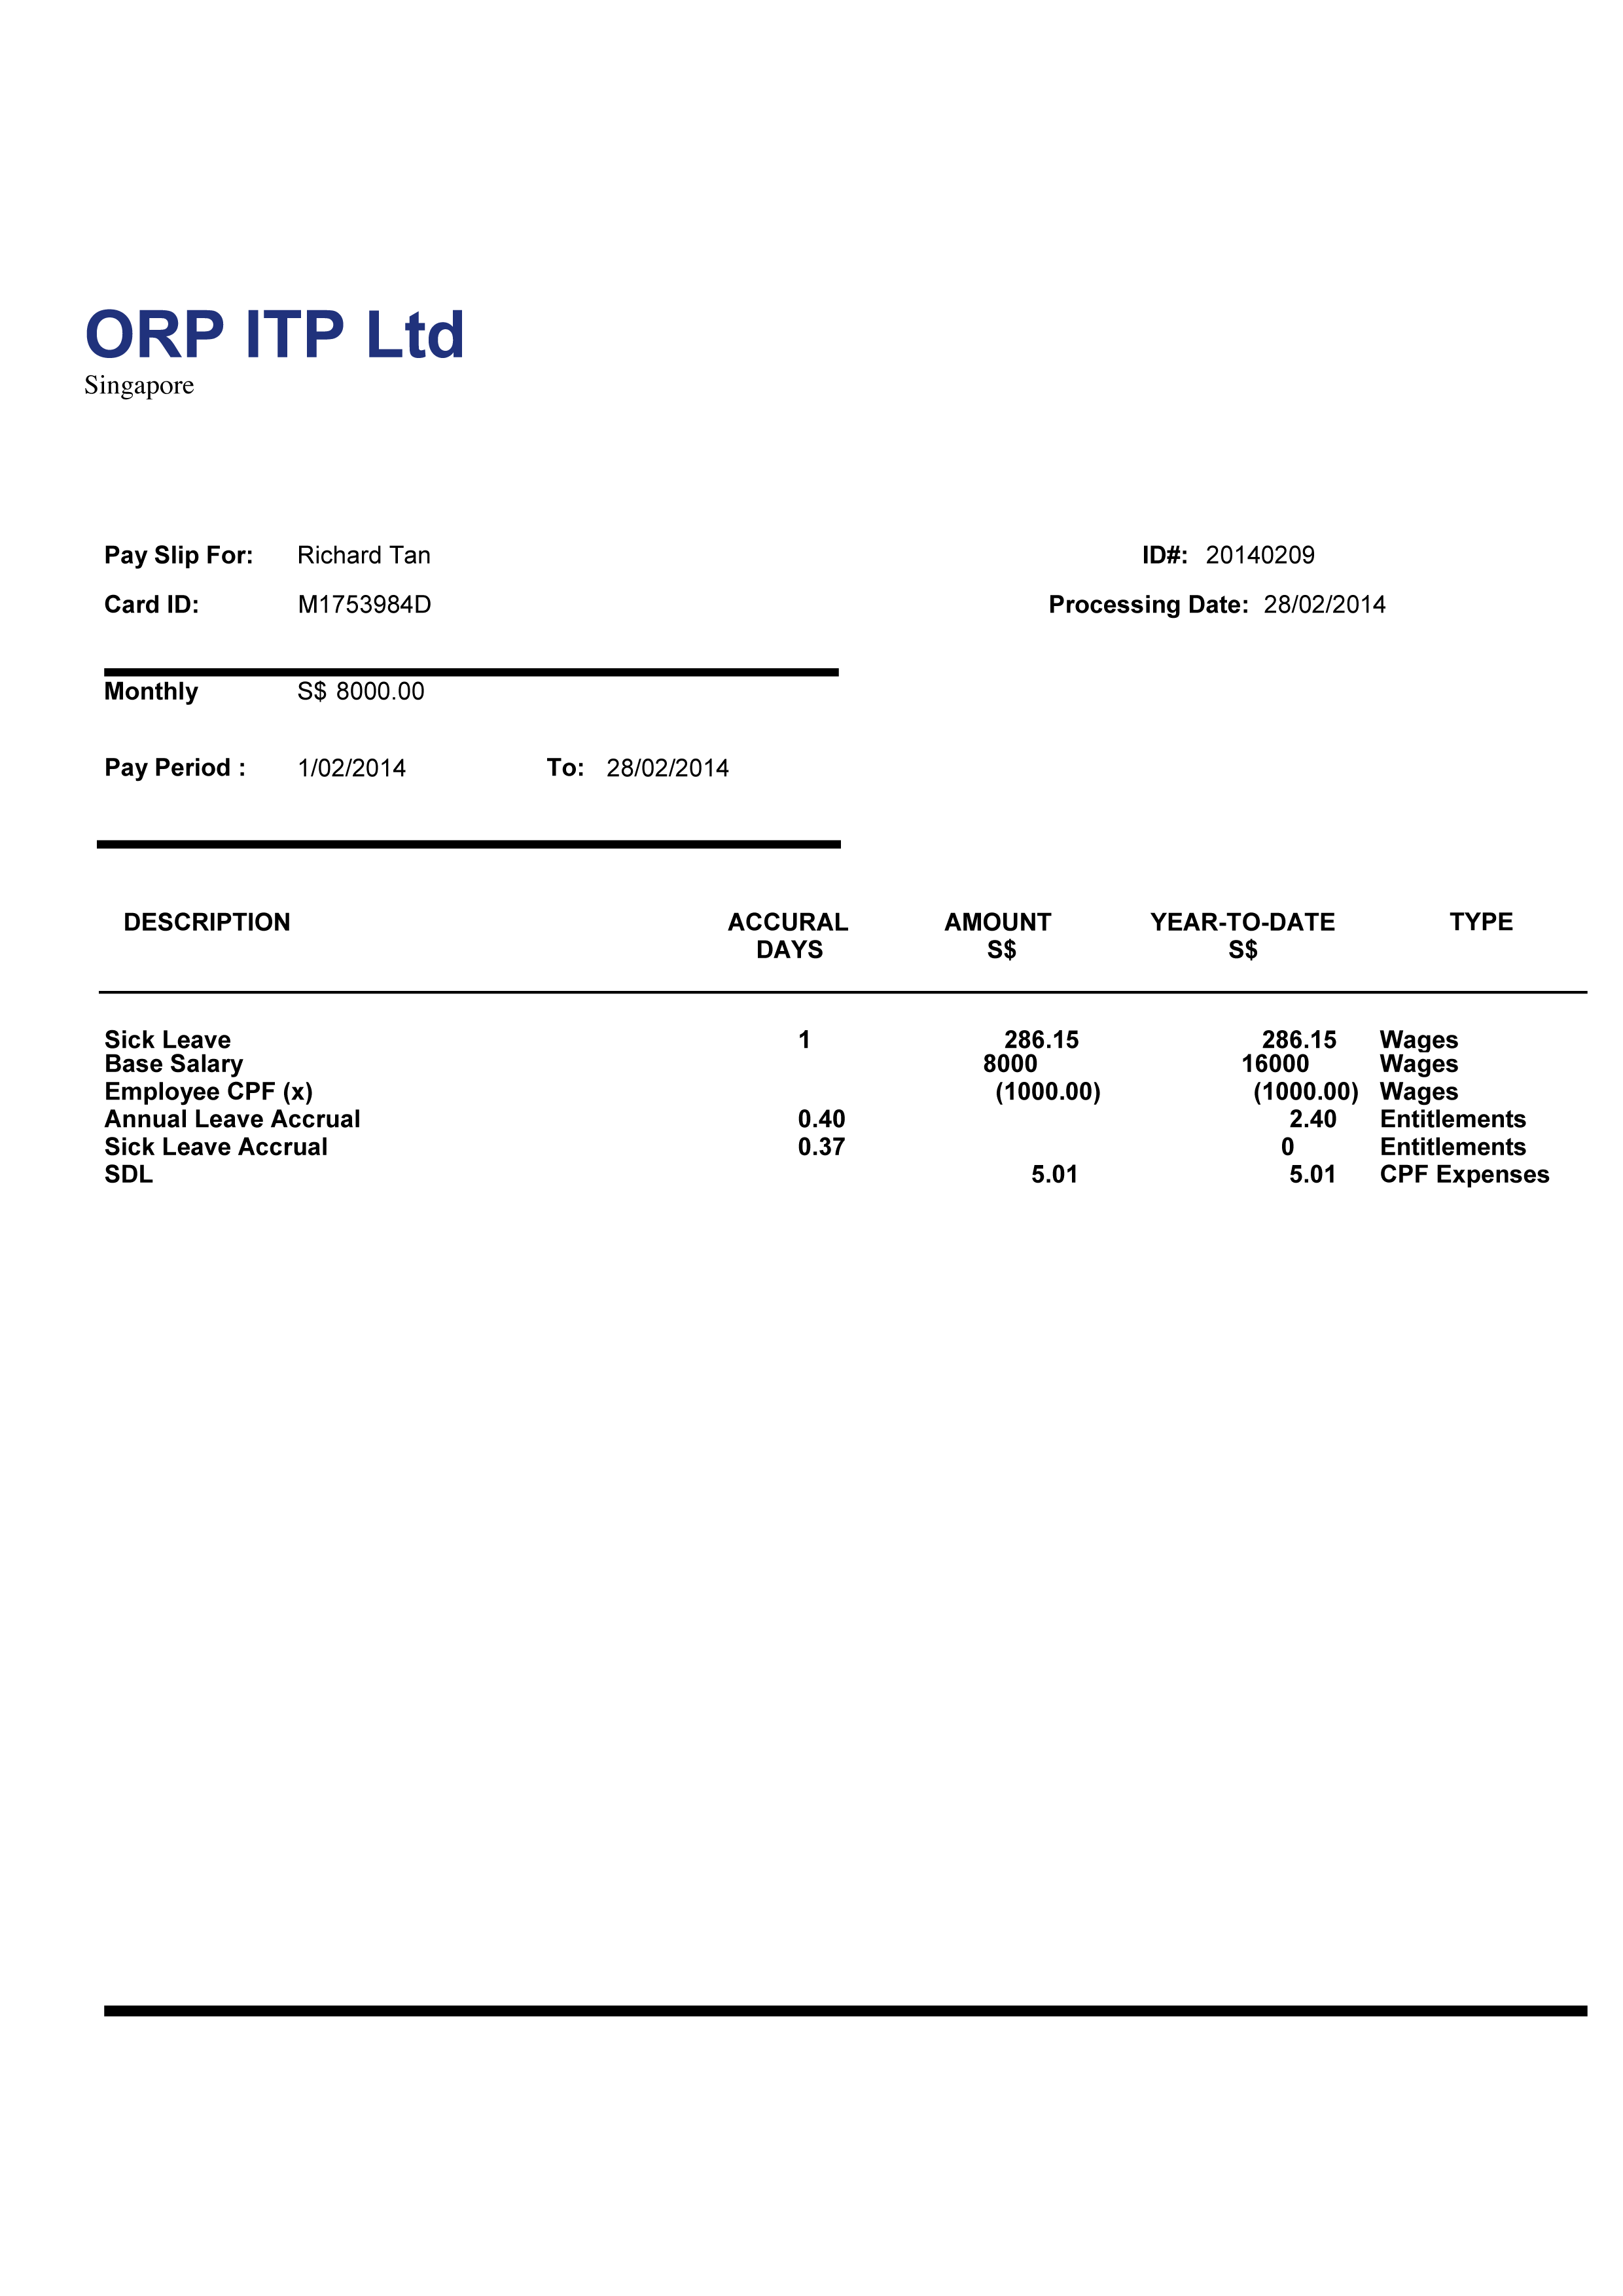 ORP ITP Ltd
Singapore
Pay Slip For: Richard Tan ID#: 20140209
Card ID: M1753984D Processing Date: 28/02/2014
Monthly S$ 8000.00
Pay Period : 1/02/2014 To: 28/02/2014
DESCRIPTION ACCURAL AMOUNT YEAR-TO-DATE TYPE
DAYS S$ S$
Sick Leave 1 286.15 286.15 Wages
Base Salary 8000 16000 Wages
Employee CPF (x) (1000.00) (1000.00) Wages
Annual Leave Accrual 0.40 2.40 Entitlements
Sick Leave Accrual 0.37 0 Entitlements
SDL 5.01 5.01 CPF Expenses